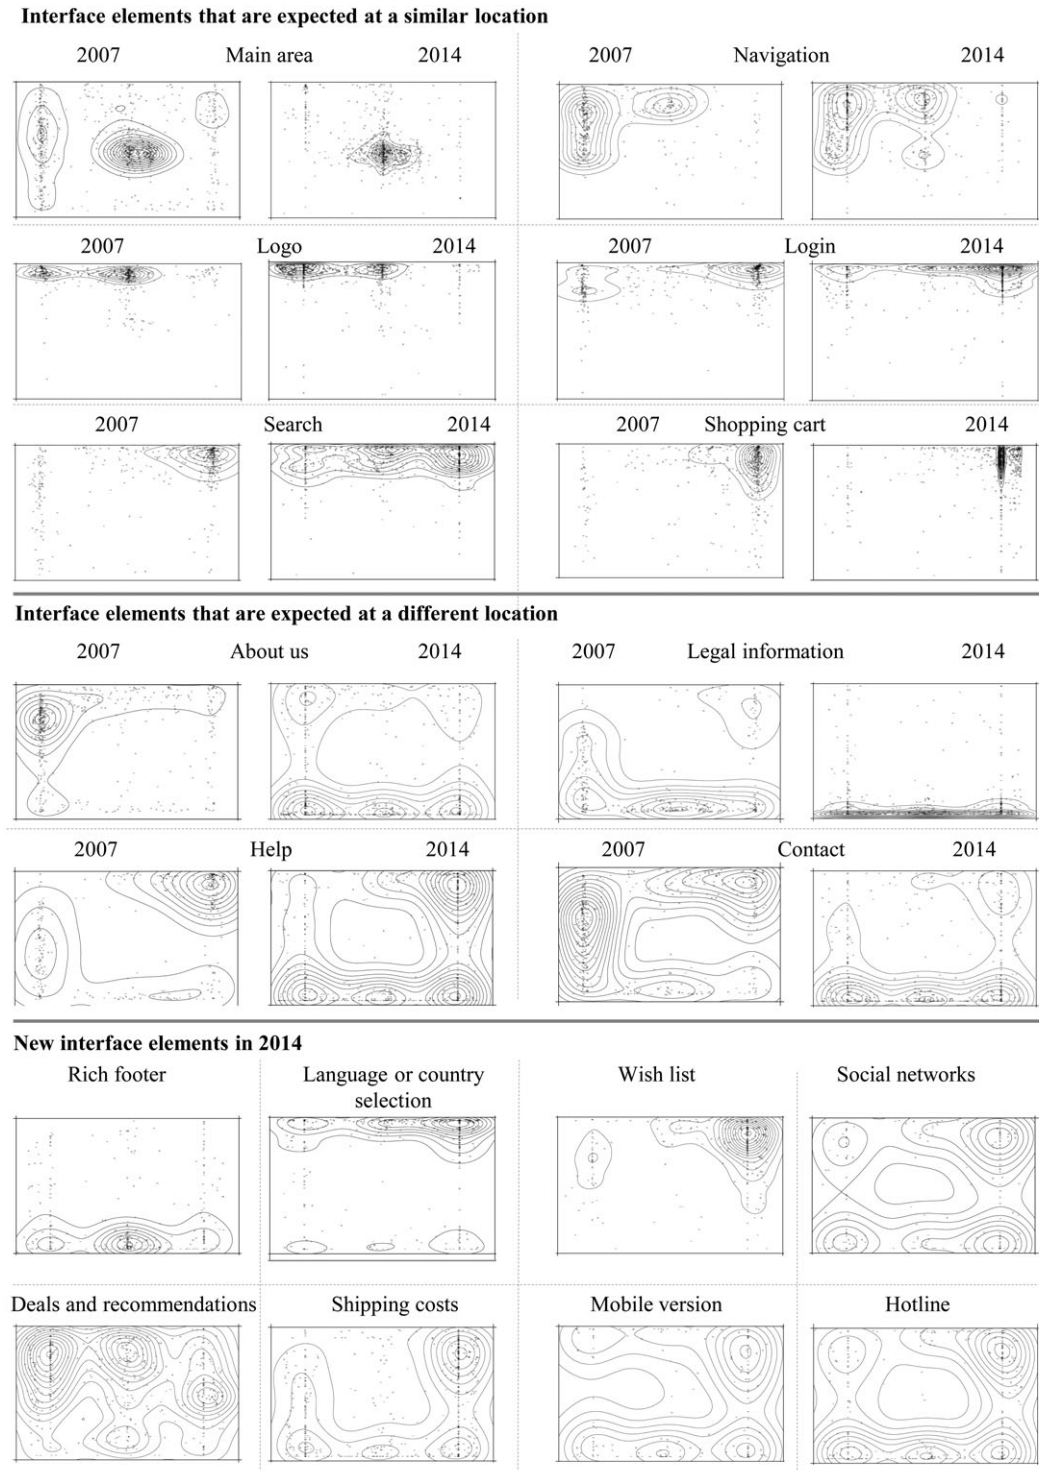 Interface elements that are expected at a similar location
2007 Main area 2014
2007 Navigation 2014
2007 Logo 2014
2007 Login 2014
2007 Search 2014
2007 Shopping cart 2014
Interface elements that are expected at a different location
2007 About us 2014
2007 Legal information 2014
2007 Help 2014
2007 Contact 2014
New interface elements in 2014
Rich footer
Language or country
selection
Wish list
Social networks
Deals and recommendations
Shipping costs
Mobile version
Hotline